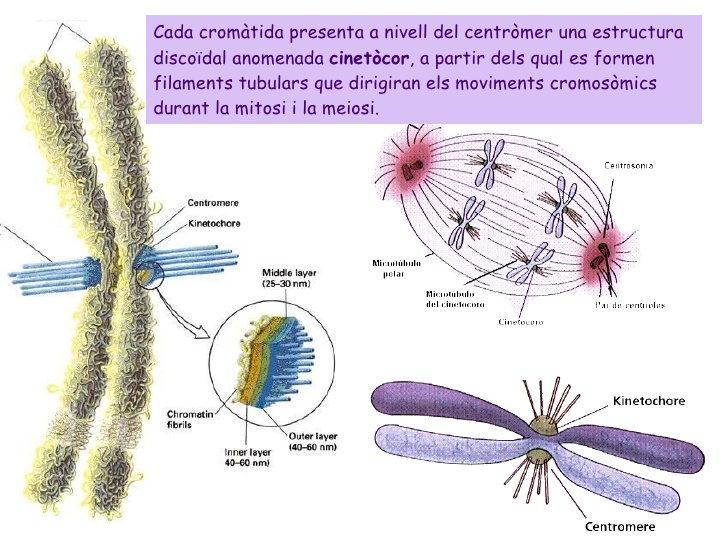 Cada cromàtida presenta a nivell del centròmer una estructura
discoïdal anomenada cinetòcor, a partir dels qual es formen
filaments tubulars que dirigiran els moviments cromosòmics
durant la mitosi i la meiosi.
Centromere
Kinetochore
Middle layer
(25–30 nm)
Chromatin
fibrils
Inner layer
40–60 nm)
Outer layer
(40–60 nm)
Centrosoma
Microtúbulo
polar
Microtúbulo
del cinetocoro
Cinetocoro
Par de centriolos
Kinetochore
Centromere